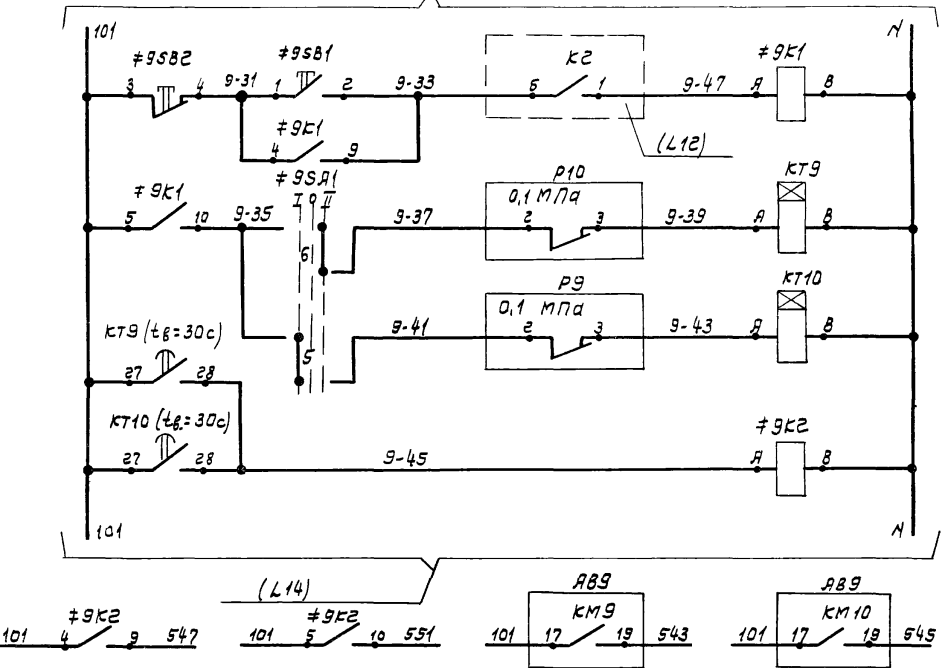 101 N
≠9SB2 ≠9SB1 K2 ≠9K1
3 4 9-31 1 2 9-33 6 1 9-47 А В
≠9K1
4 9
(L12)
≠9K1 ≠9SA1 P10 KT9
I 0 II 0,1 МПа
5 10 9-35 9-37 2 3 9-39 А В
6
P9 KT10
0,1 МПа
9-41 2 3 9-43 А В
5
KT9 (tв=30с)
27 28
KT10 (tв.=30с) ≠9K2
27 28 9-45 А В
101 N
(L14) ЯВ9 ЯВ9
≠9K2 ≠9K2 KM9 KM10
101 4 9 547 101 5 10 551 101 17 19 543 101 17 19 545